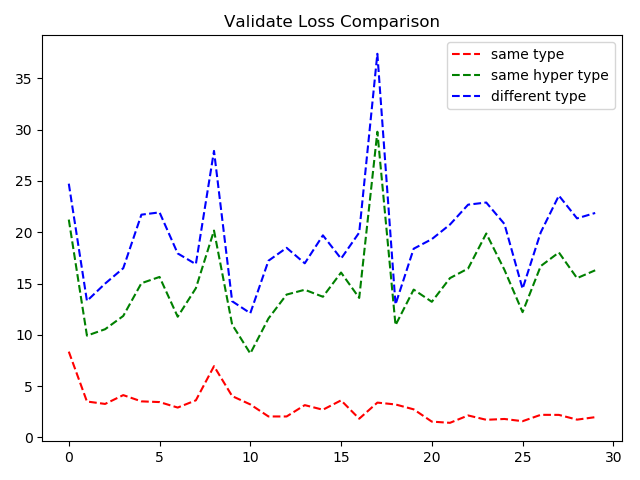 Validate Loss Comparison
same type
same hyper type
different type
35
30
25
20
15
10
5
0
0 5 10 15 20 25 30